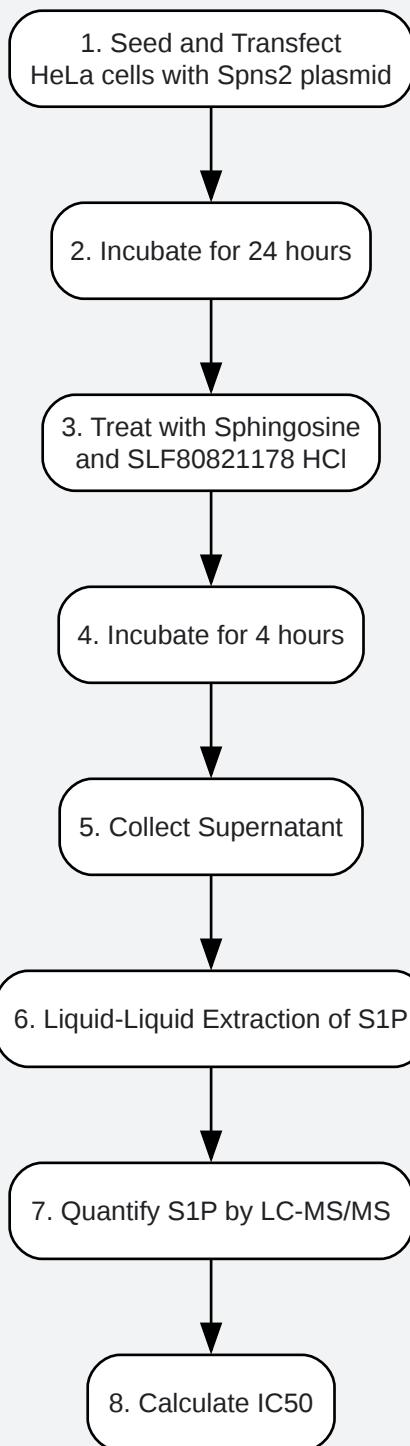 1. Seed and Transfect
HeLa cells with Spns2 plasmid
2. Incubate for 24 hours
3. Treat with Sphingosine
and SLF80821178 HCl
4. Incubate for 4 hours
5. Collect Supernatant
6. Liquid-Liquid Extraction of S1P
7. Quantify S1P by LC-MS/MS
8. Calculate IC50